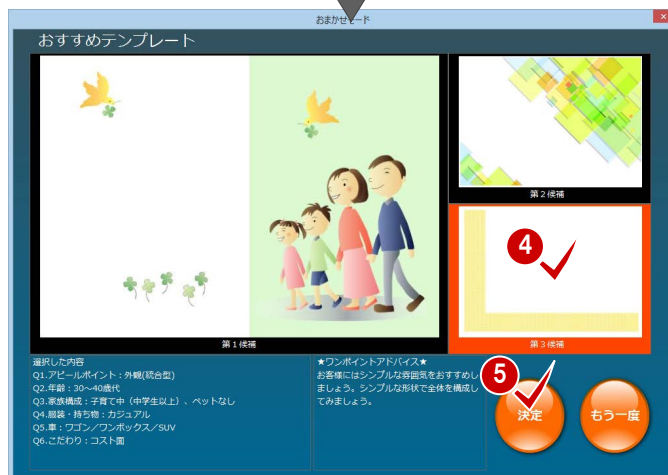 おまかせモード
おすすめテンプレート
第1候補
第2候補
4
第3候補
選択した内容
Q1.アピールポイント：外観(統合型)
Q2.年齢：30～40歳代
Q3.家族構成：子育て中（中学生以上）、ペットなし
Q4.服装・持ち物：カジュアル
Q5.車：ワゴン／ワンボックス／SUV
Q6.こだわり：コスト面
★ワンポイントアドバイス★
お客様にはシンプルな雰囲気をおすすめし
ましょう。シンプルな形状で全体を構成し
てみましょう。
5
決定
もう一度